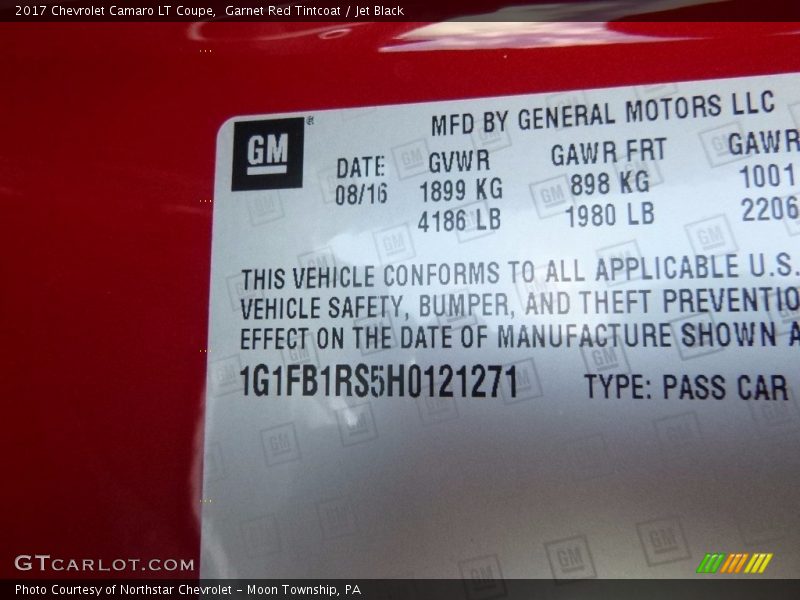 2017 Chevrolet Camaro LT Coupe, Garnet Red Tintcoat / Jet Black
GM®
MFD BY GENERAL MOTORS LLC
DATE GVWR GAWR FRT GAWR
08/16 1899 KG 898 KG 1001
4186 LB 1980 LB 2206
THIS VEHICLE CONFORMS TO ALL APPLICABLE U.S.
VEHICLE SAFETY, BUMPER, AND THEFT PREVENTIO
EFFECT ON THE DATE OF MANUFACTURE SHOWN A
1G1FB1RS5H0121271 TYPE: PASS CAR
GTCARLOT.COM
Photo Courtesy of Northstar Chevrolet - Moon Township, PA